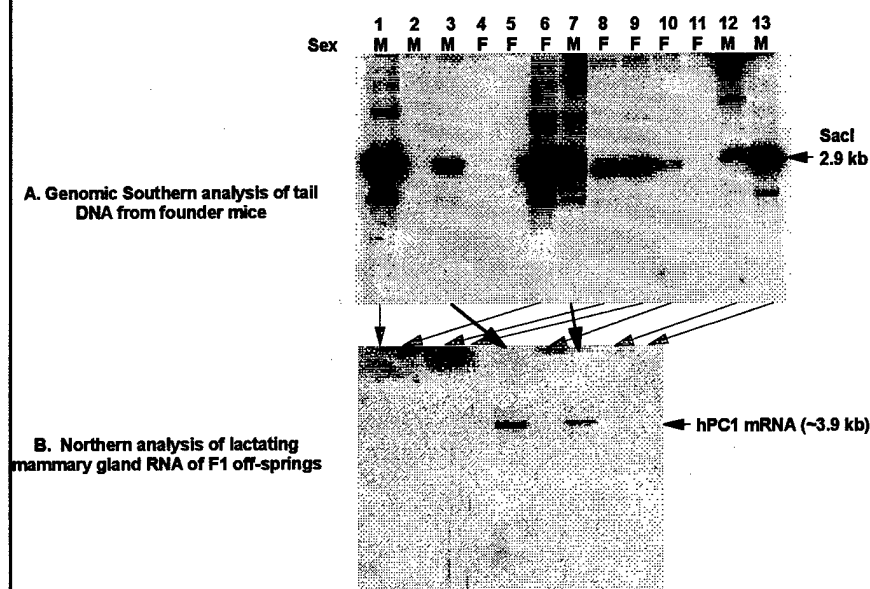 1 2 3 4 5 6 7 8 9 10 11 12 13
Sex M M M F F F M F F F F M M
SacI
2.9 kb
A. Genomic Southern analysis of tail
DNA from founder mice
hPC1 mRNA (~3.9 kb)
B. Northern analysis of lactating
mammary gland RNA of F1 off-springs